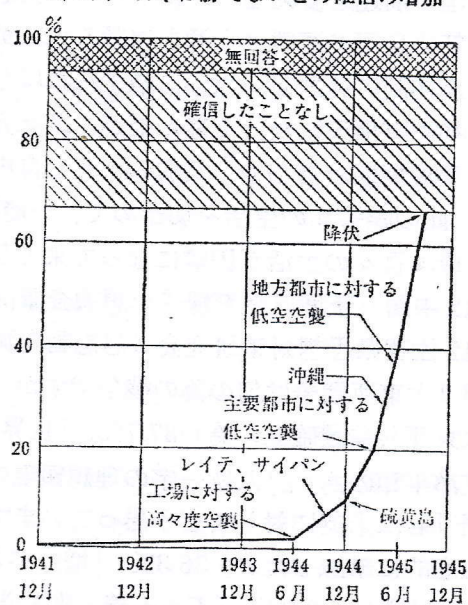 %
100
無回答
確信したことなし
80
60
降伏
地方都市に対する
低空空襲
40
沖縄
主要都市に対する
低空空襲
20
レイテ、サイパン
工場に対する
高々度空襲
硫黄島
0
1941 1942 1943 1944 1944 1945 1945
12月 12月 12月 6月 12月 6月 12月